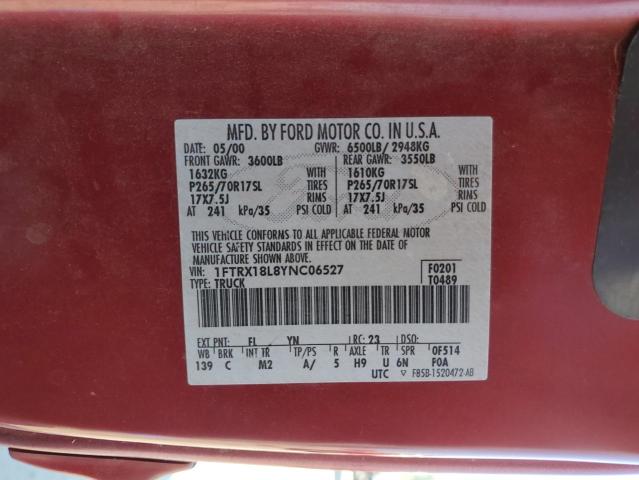 MFD. BY FORD MOTOR CO. IN U.S.A.
DATE: 05/00 GVWR: 6500LB/ 2948KG
FRONT GAWR: 3600LB REAR GAWR: 3550LB
1632KG WITH 1610KG WITH
P265/70R17SL TIRES P265/70R17SL TIRES
17X7.5J RIMS 17X7.5J RIMS
AT 241 kPa/35 PSI COLD AT 241 kPa/35 PSI COLD
THIS VEHICLE CONFORMS TO ALL APPLICABLE FEDERAL MOTOR
VEHICLE SAFETY STANDARDS IN EFFECT ON THE DATE OF
MANUFACTURE SHOWN ABOVE.
VIN: 1FTRX18L8YNC06527 F0201
TYPE: TRUCK T0489
EXT PNT: FL YN RC: 23 DSO:
WB BRK INT TR TP/PS R AXLE TR SPR 0F514
139 C M2 A/ 5 H9 U 6N FOA
UTC ▽ F85B-1520472-AB